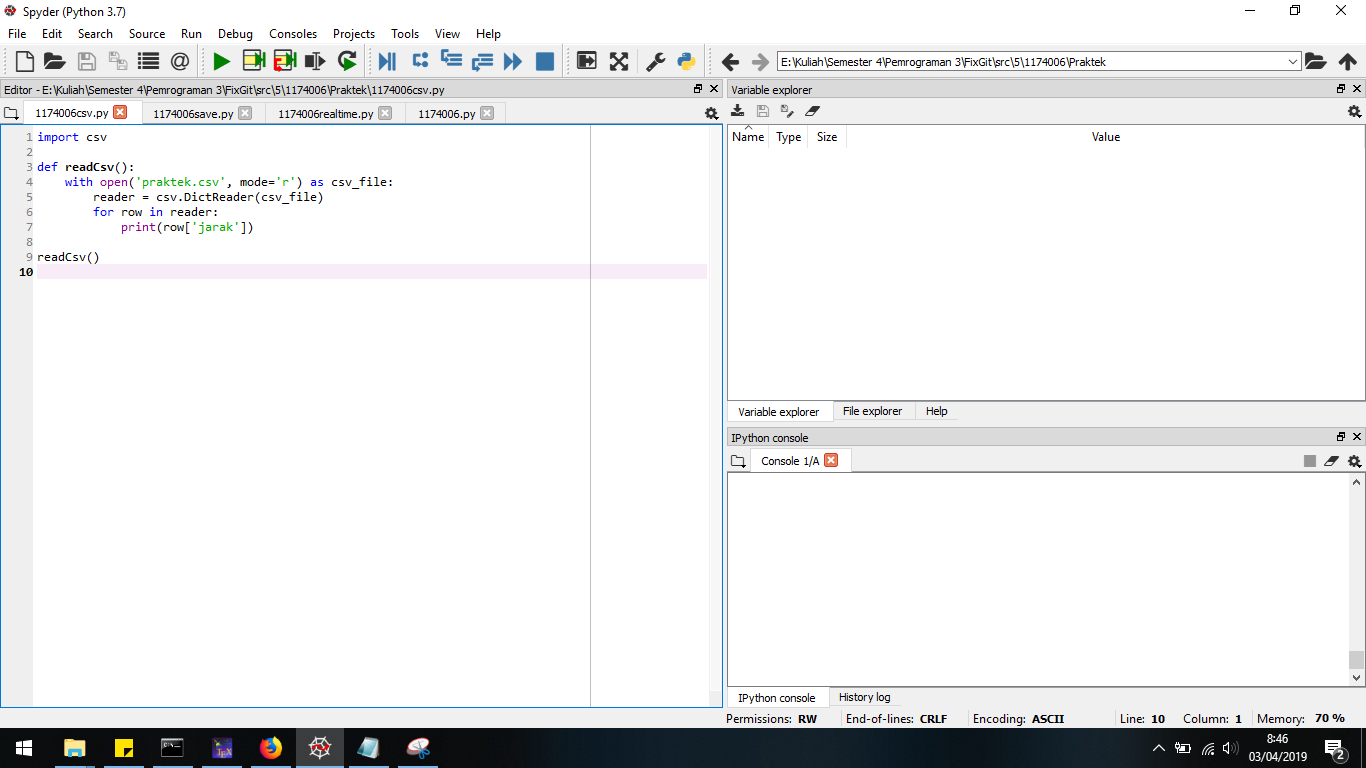 Spyder (Python 3.7)
File Edit Search Source Run Debug Consoles Projects Tools View Help
E:\Kuliah\Semester 4\Pemrograman 3\FixGit\src\5\1174006\Praktek
Editor - E:\Kuliah\Semester 4\Pemrograman 3\FixGit\src\5\1174006\Praktek\1174006csv.py
1174006csv.py 1174006save.py 1174006realtime.py 1174006.py
1 import csv
2
3 def readCsv():
4     with open('praktek.csv', mode='r') as csv_file:
5         reader = csv.DictReader(csv_file)
6         for row in reader:
7             print(row['jarak'])
8
9 readCsv()
10
Variable explorer
Name Type Size Value
Variable explorer File explorer Help
IPython console
Console 1/A
IPython console History log
Permissions: RW End-of-lines: CRLF Encoding: ASCII Line: 10 Column: 1 Memory: 70 %
8:46
03/04/2019
2